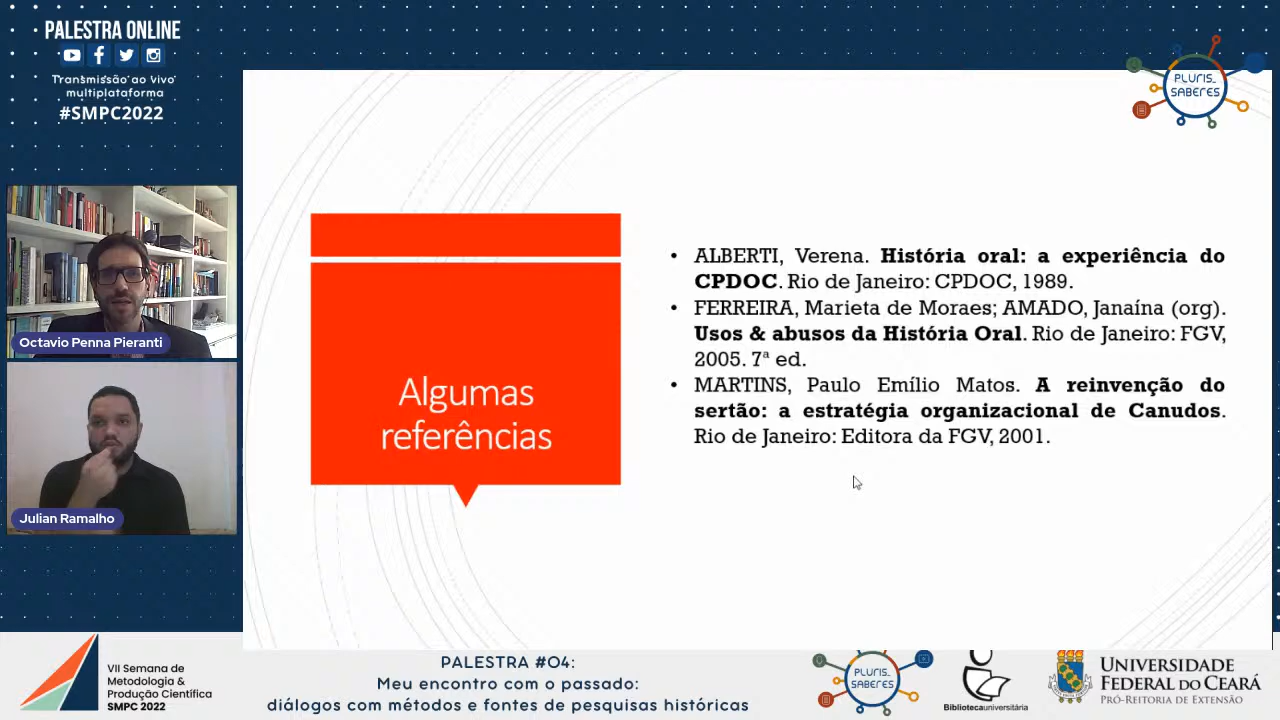 PALESTRA ONLINE
Transmissão ao vivo
multiplataforma
#SMPC2022
PLURIS_
SABERES
Octavio Penna Pieranti
Julian Ramalho
Algumas
referências
• ALBERTI, Verena. História oral: a experiência do
CPDOC. Rio de Janeiro: CPDOC, 1989.
• FERREIRA, Marieta de Moraes; AMADO, Janaína (org).
Usos & abusos da História Oral. Rio de Janeiro: FGV,
2005. 7ª ed.
• MARTINS, Paulo Emílio Matos. A reinvenção do
sertão: a estratégia organizacional de Canudos.
Rio de Janeiro: Editora da FGV, 2001.
VII Semana de
Metodologia &
Produção Científica
SMPC 2022
PALESTRA #04:
Meu encontro com o passado:
diálogos com métodos e fontes de pesquisas históricas
PLURIS_
SABERES
Bibliotecauniversitária
UNIVERSIDADE
FEDERAL DO CEARÁ
PRÓ-REITORIA DE EXTENSÃO